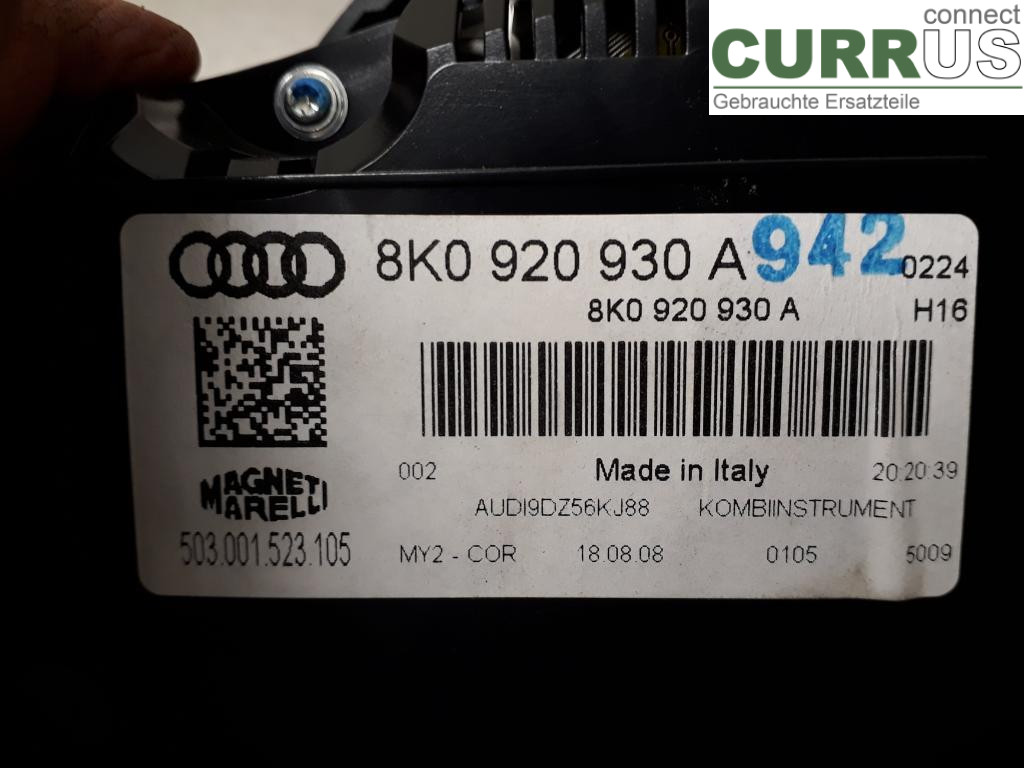 connect
CURRUS
Gebrauchte Ersatzteile
8K0 920 930 A 942 0224
8K0 920 930 A H16
002 Made in Italy 20:20:39
MAGNETI
MARELLI
AUDI9DZ56KJ88 KOMBIINSTRUMENT
503.001.523.105 MY2 - COR 18.08.08 0105 5009